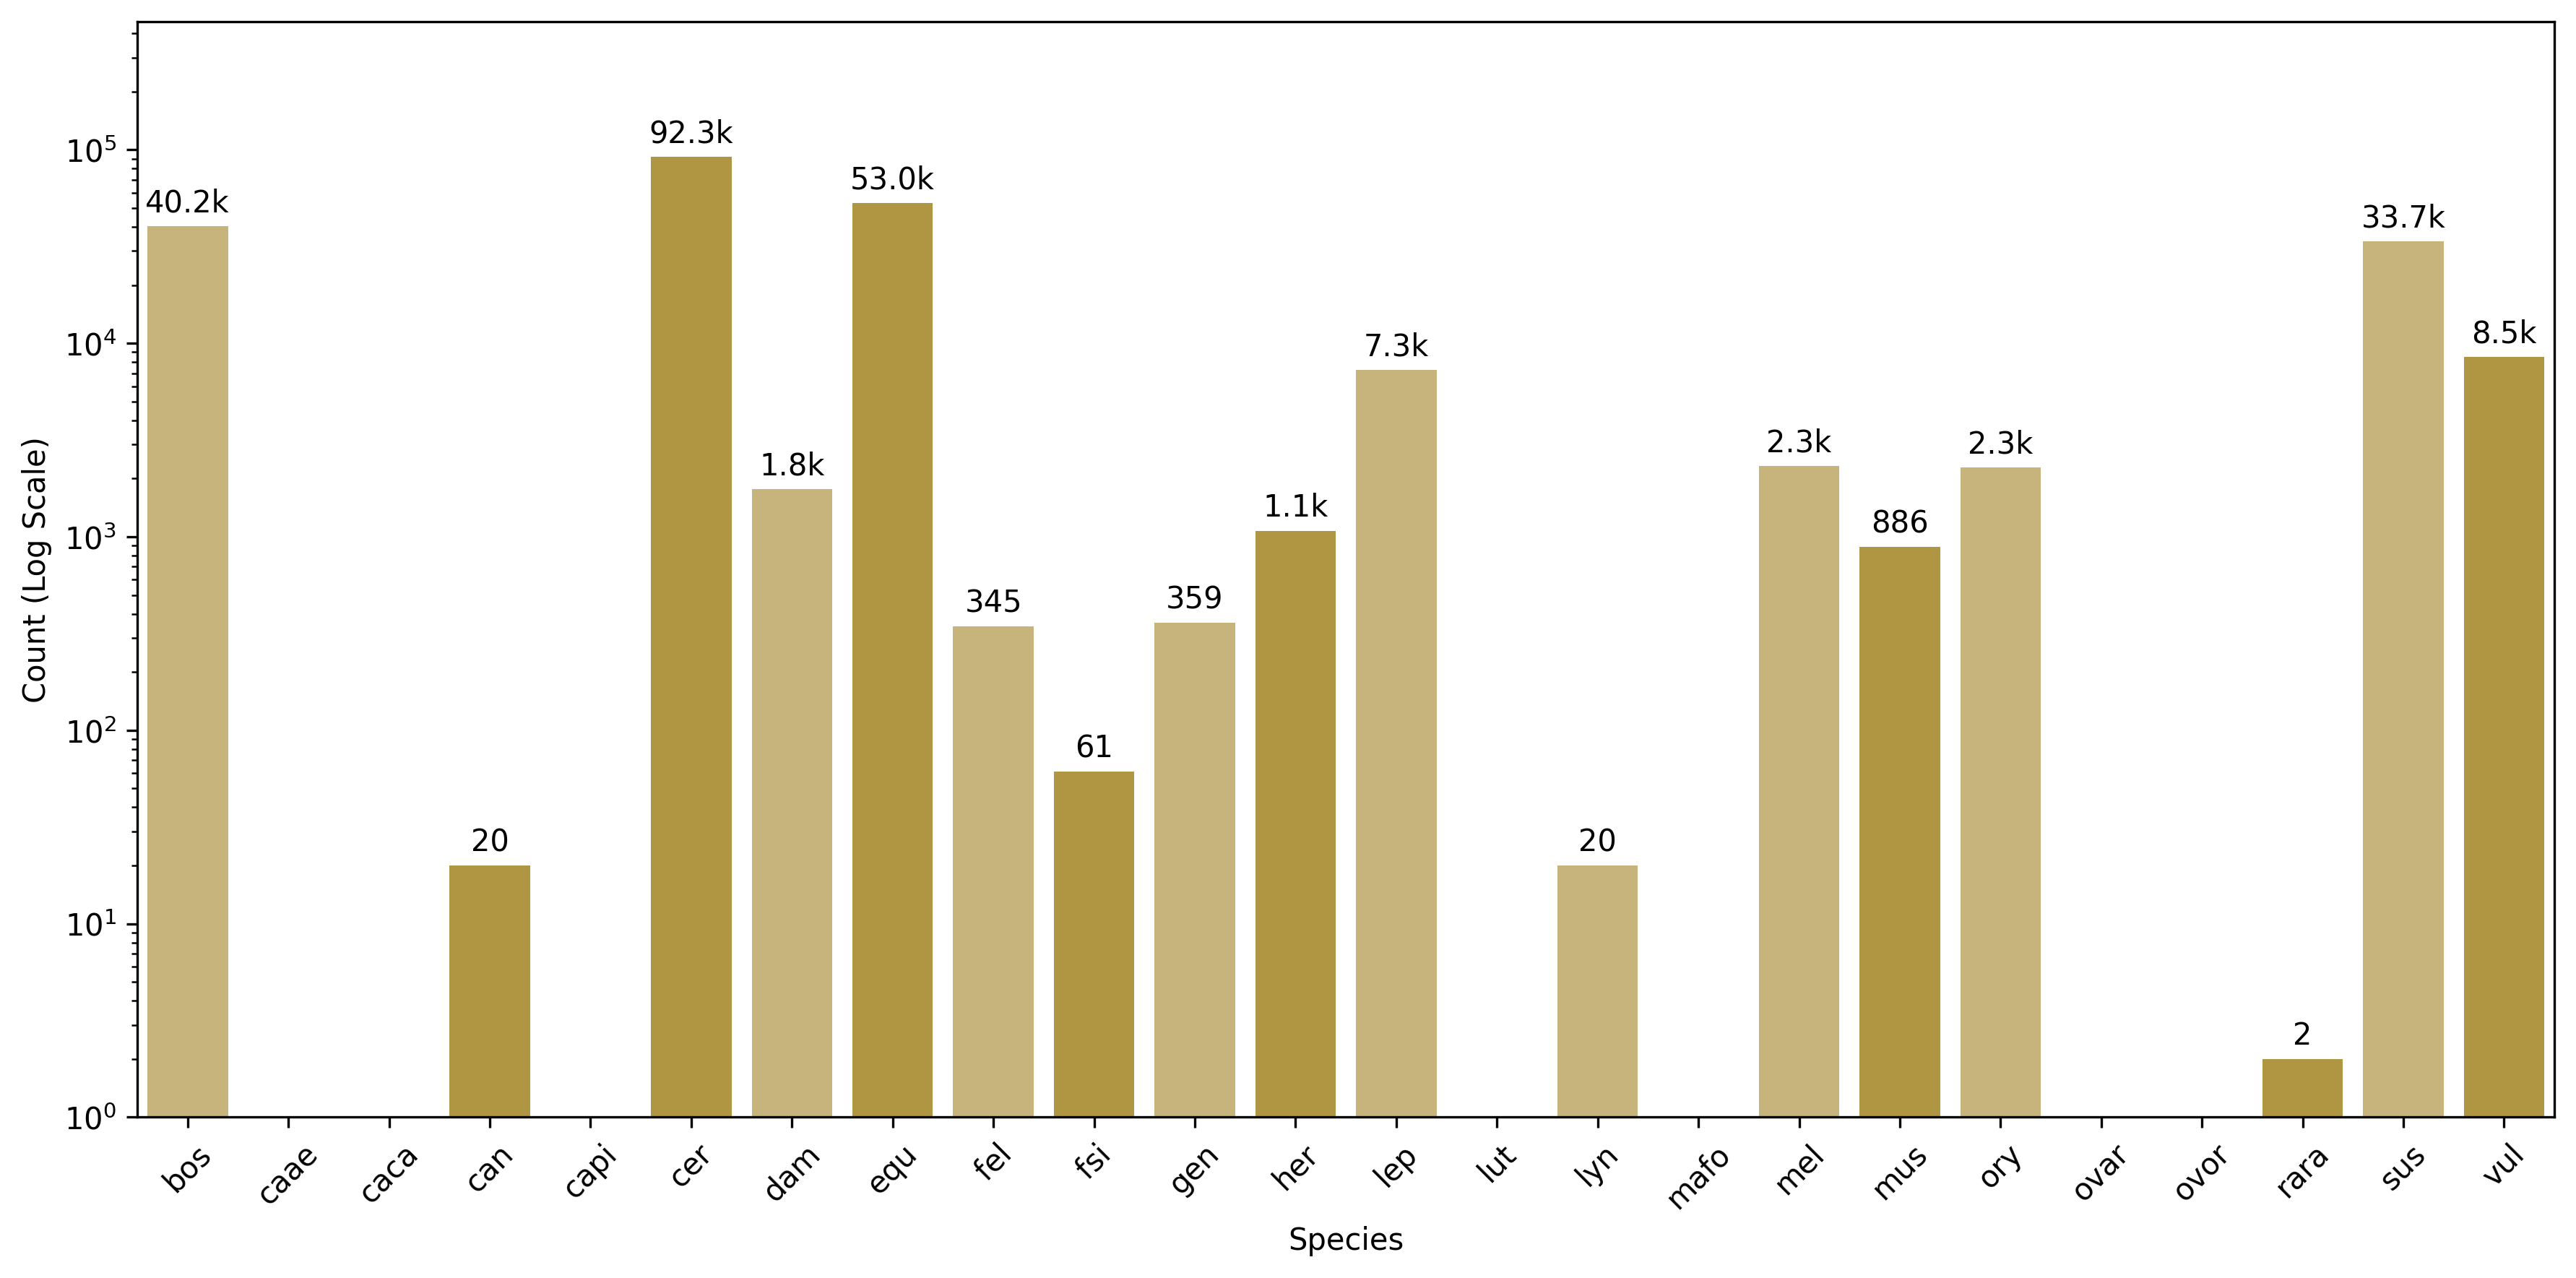 Count (Log Scale)
10^5
10^4
10^3
10^2
10^1
10^0
40.2k
20
92.3k
1.8k
53.0k
345
61
359
1.1k
7.3k
20
2.3k
886
2.3k
2
33.7k
8.5k
bos caae caca can capi cer dam equ fel fsi gen her lep lut lyn mafo mel mus ory ovar ovor rara sus vul
Species